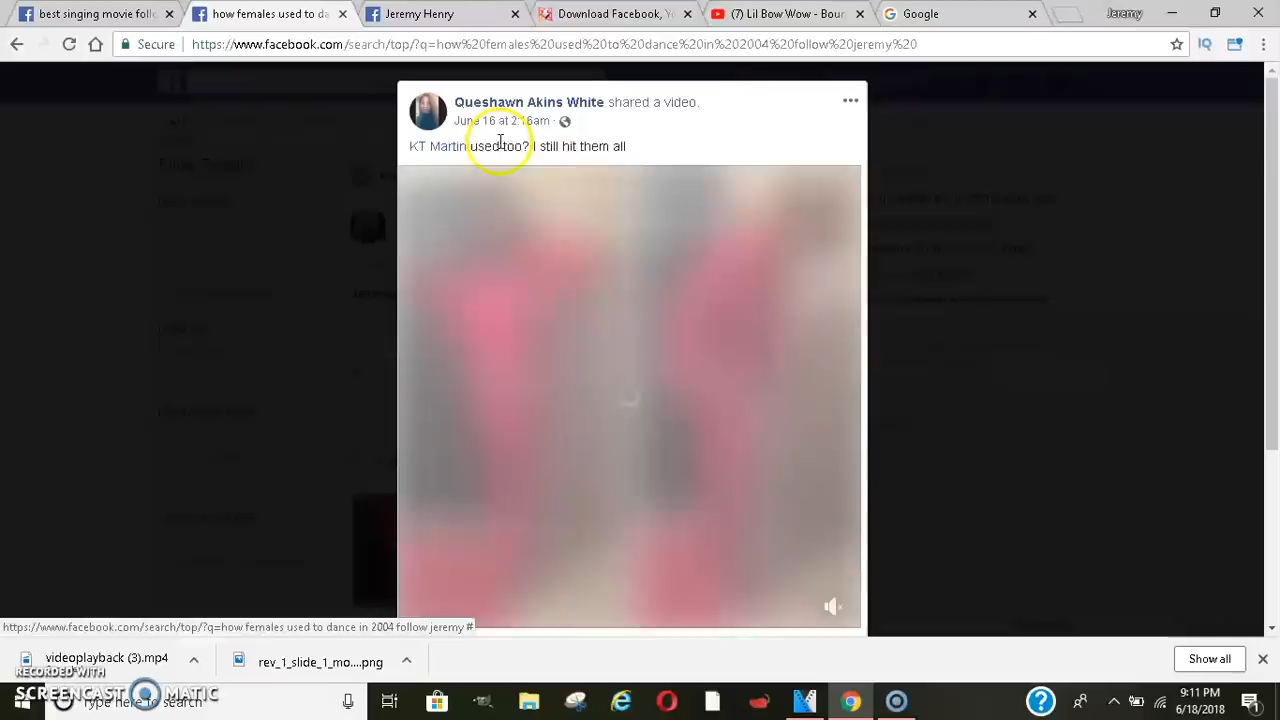 best singing movie follo
how females used to da
Jeremy Henry
Download Facebook, Yo
(7) Lil Bow Wow - Boun
Google
Jeremy
Secure
https://www.facebook.com/search/top/?q=how%20females%20used%20to%20dance%20in%202004%20follow%20jeremy%20
Queshawn Akins White shared a video.
June 16 at 2:16am
KT Martin used too? I still hit them all
https://www.facebook.com/search/top/?q=how females used to dance in 2004 follow jeremy #
videoplayback (3).mp4
rev_1_slide_1_mo....png
Show all
RECORDED WITH
SCREENCAST MATIC
Type here to search
9:11 PM
6/18/2018